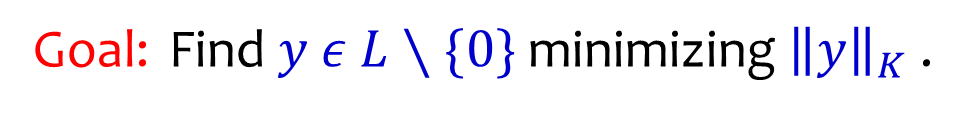 Goal: Find y ϵ L \ {0} minimizing ‖y‖_K .